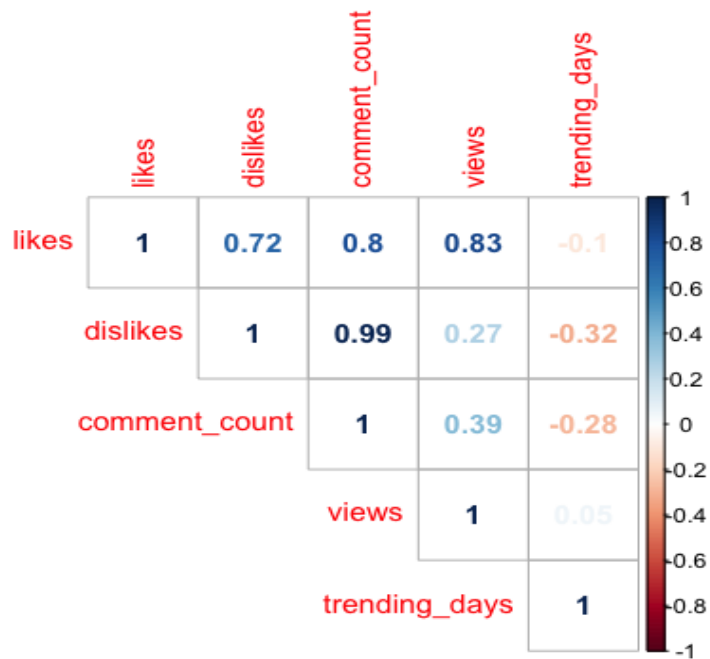 likes dislikes comment_count views trending_days
likes 1 0.72 0.8 0.83 -0.1
dislikes 1 0.99 0.27 -0.32
comment_count 1 0.39 -0.28
views 1 0.05
trending_days 1
1
0.8
0.6
0.4
0.2
0
-0.2
-0.4
-0.6
-0.8
-1